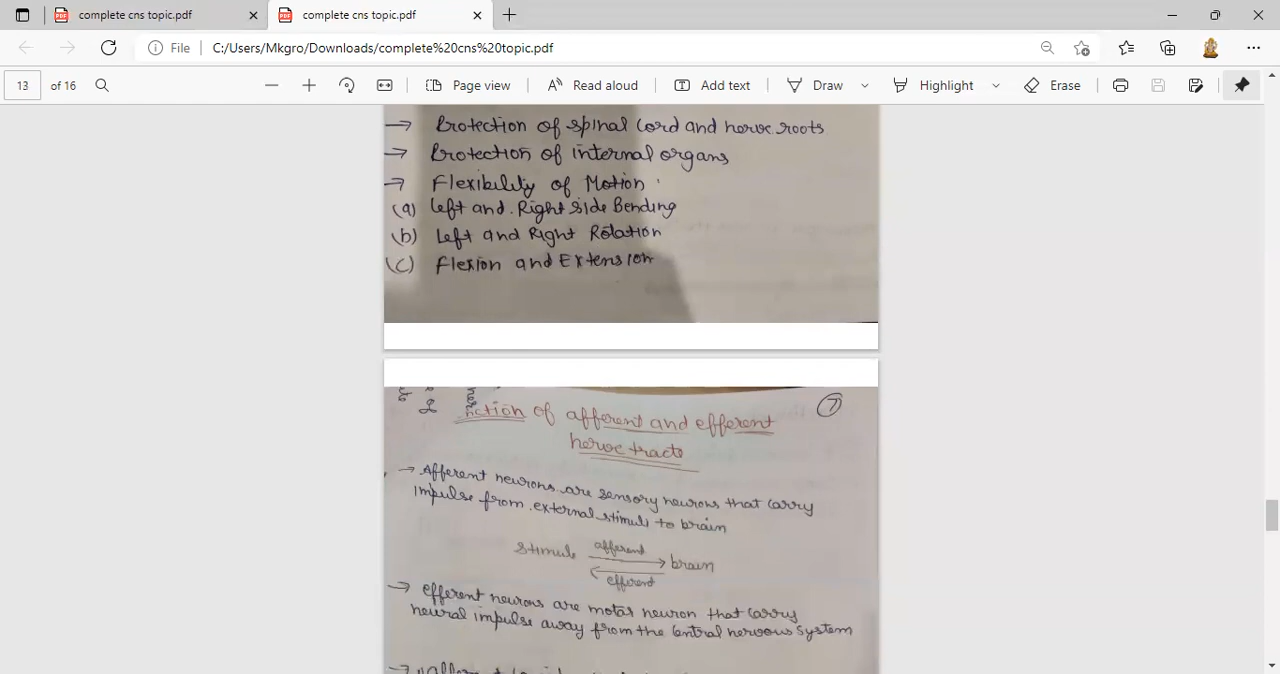 complete cns topic.pdf
complete cns topic.pdf
File
C:/Users/Mkgro/Downloads/complete%20cns%20topic.pdf
13 of 16
Page view
Read aloud
Add text
Draw
Highlight
Erase
→ Protection of spinal cord and nerve roots
→ Protection of internal organs
→ Flexibility of Motion
(a) left and Right side Bending
(b) Left and Right Rotation
(c) Flexion and Extension
7
nction of afferent and efferent
nerve tracts
→ Afferent neurons are sensory neurons that carry
impulse from external stimuli to brain
stimuli afferent → brain
← efferent
→ efferent neurons are motar neuron that carry
neural impulse away from the central nervous system